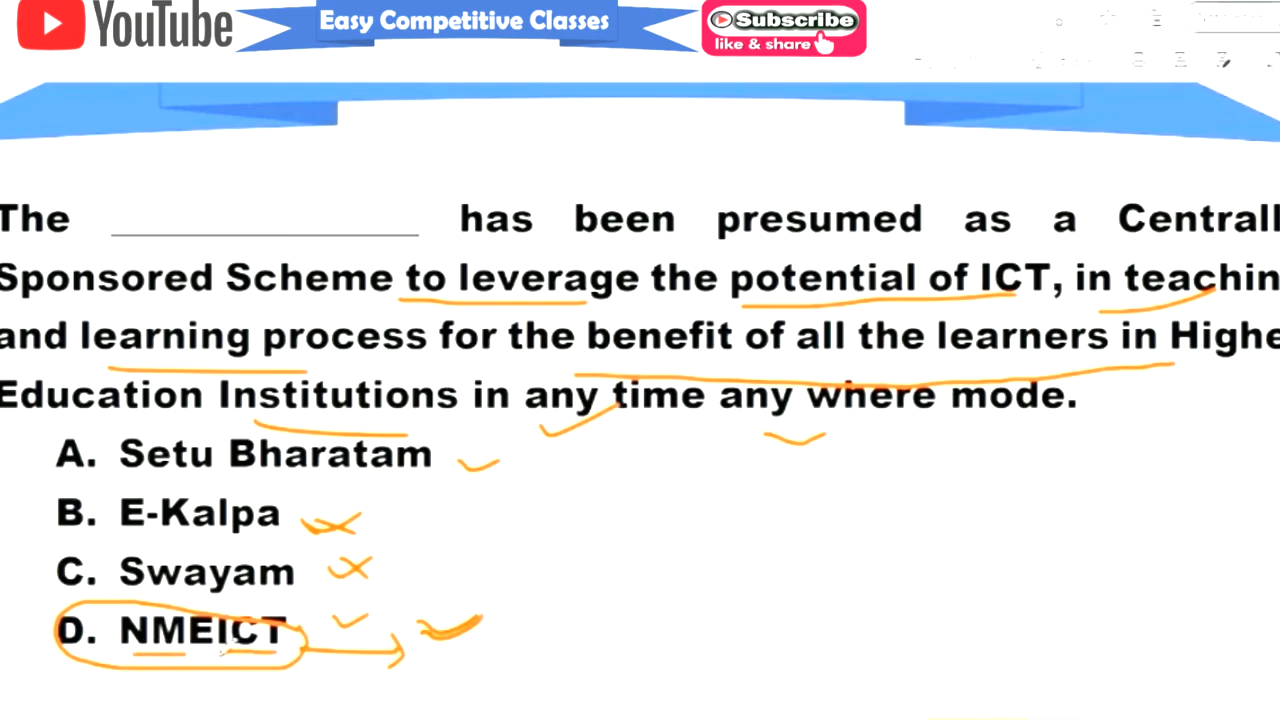 YouTube
Easy Competitive Classes
Subscribe
like & share
The ____________ has been presumed as a Centrall
Sponsored Scheme to leverage the potential of ICT, in teachin
and learning process for the benefit of all the learners in Highe
Education Institutions in any time any where mode.
A. Setu Bharatam
B. E-Kalpa
C. Swayam
D. NMEICT